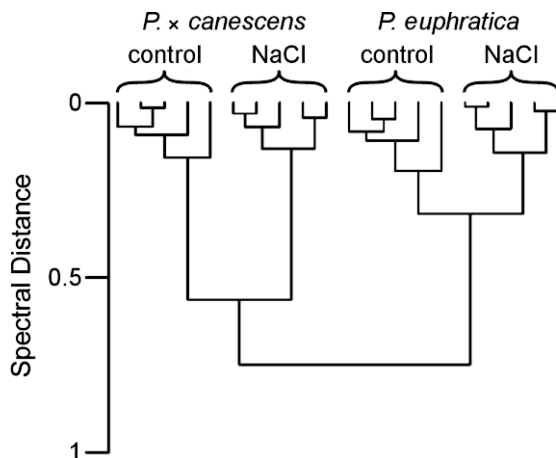 P. × canescens P. euphratica
control NaCl control NaCl
0
0.5
1
Spectral Distance